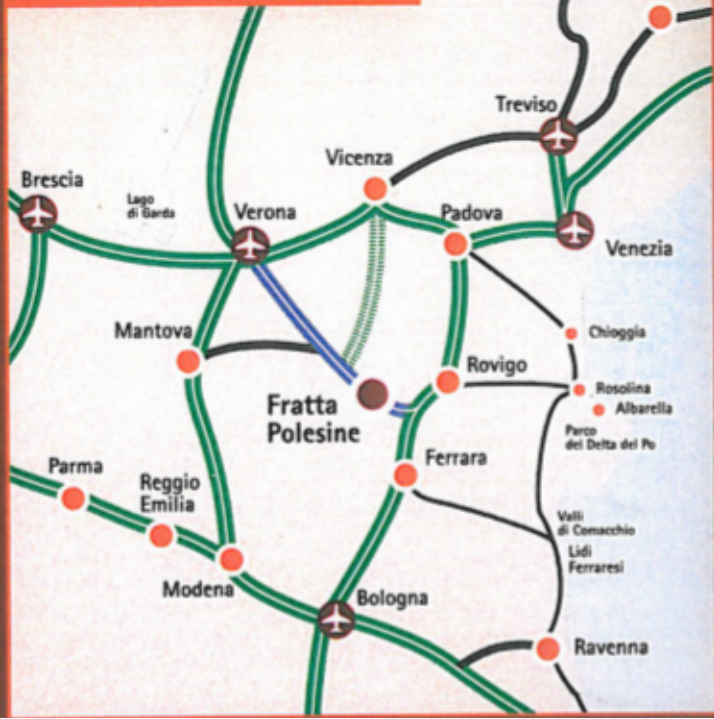 Treviso
Vicenza
Brescia
Lago
di Garda
Verona
Padova
Venezia
Mantova
Chioggia
Rovigo
Rosolina
Albarella
Fratta
Polesine
Parco
del Delta del Po
Ferrara
Parma
Reggio
Emilia
Valli
di Comacchio
Lidi
Ferraresi
Modena
Bologna
Ravenna